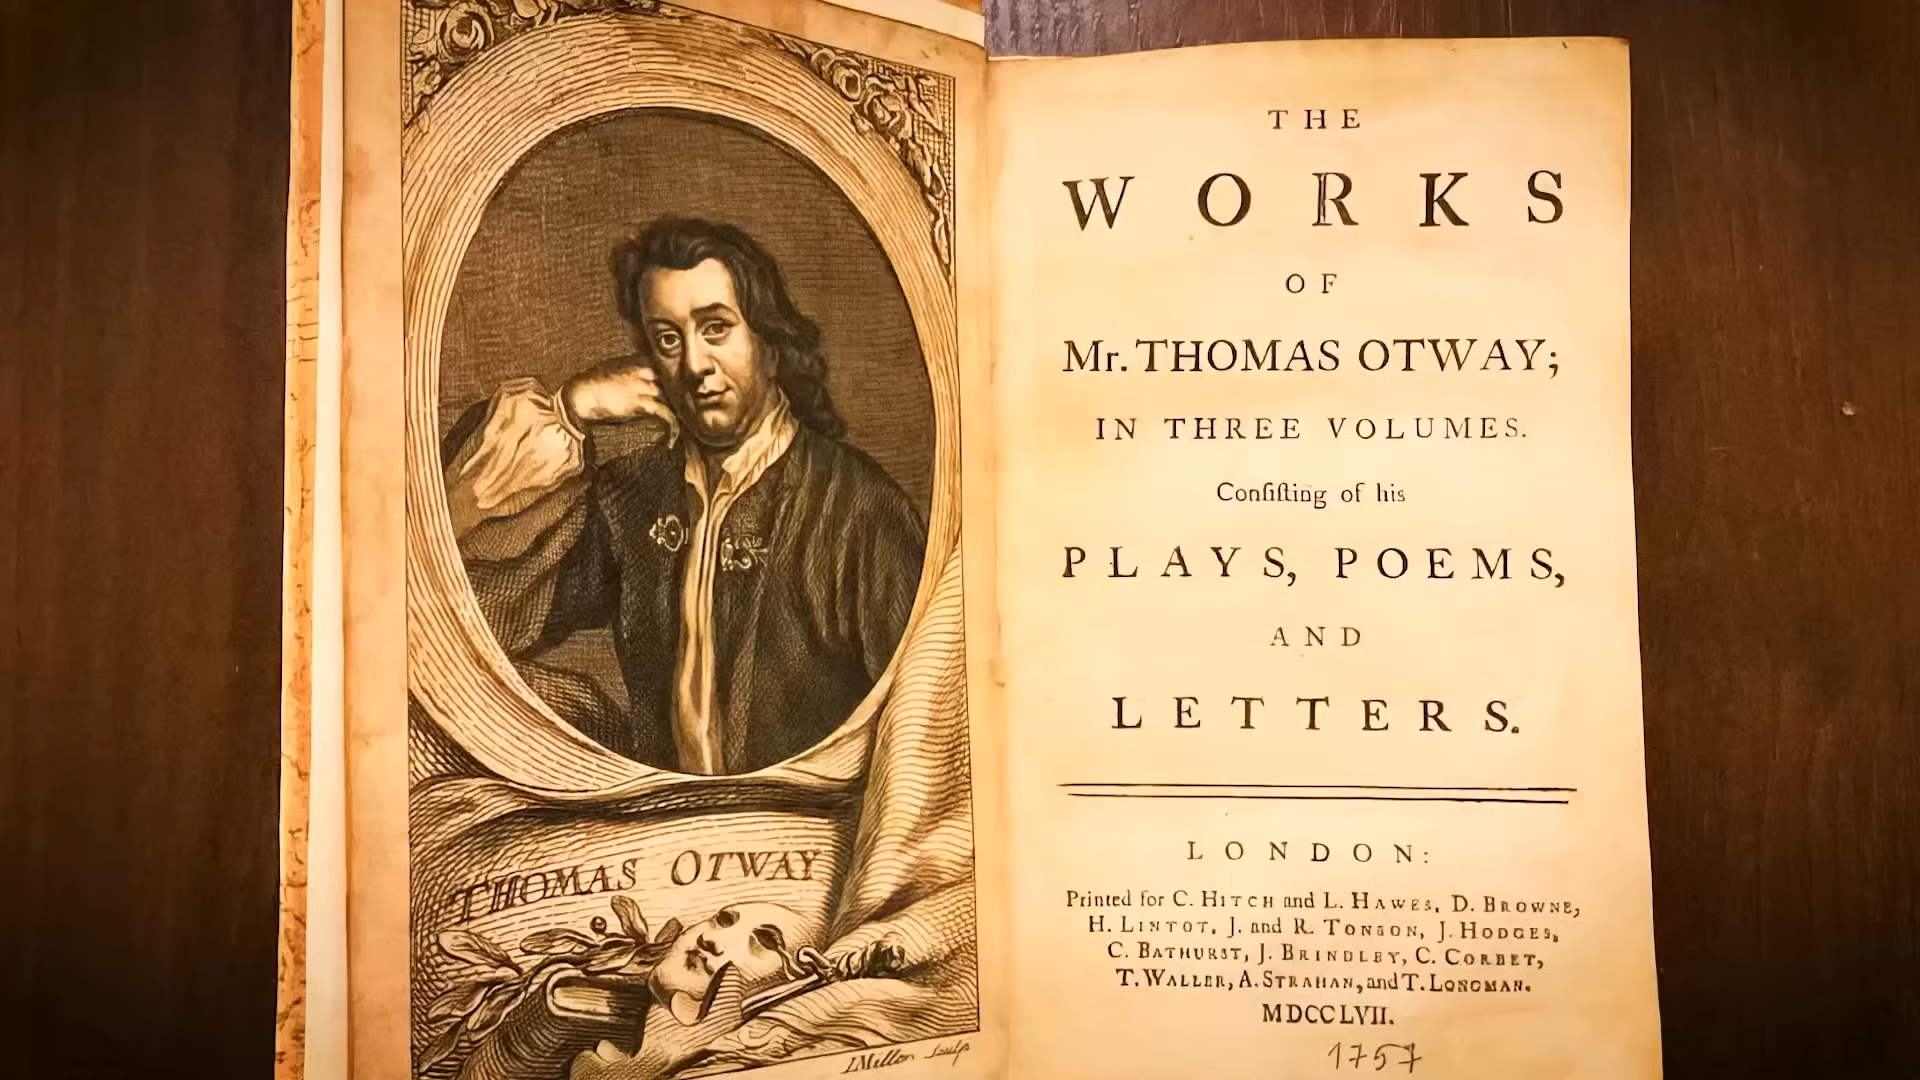 THOMAS OTWAY
THE
WORKS
OF
Mr. THOMAS OTWAY;
IN THREE VOLUMES.
Conſiſting of his
PLAYS, POEMS,
AND
LETTERS.
LONDON:
Printed for C. HITCH and L. HAWES, D. BROWNE,
H. LINTOT, J. and R. TONSON, J. HODGES,
C. BATHURST, J. BRINDLEY, C. CORBET,
T. WALLER, A. STRAHAN, and T. LONGMAN.
MDCCLVII.
1757